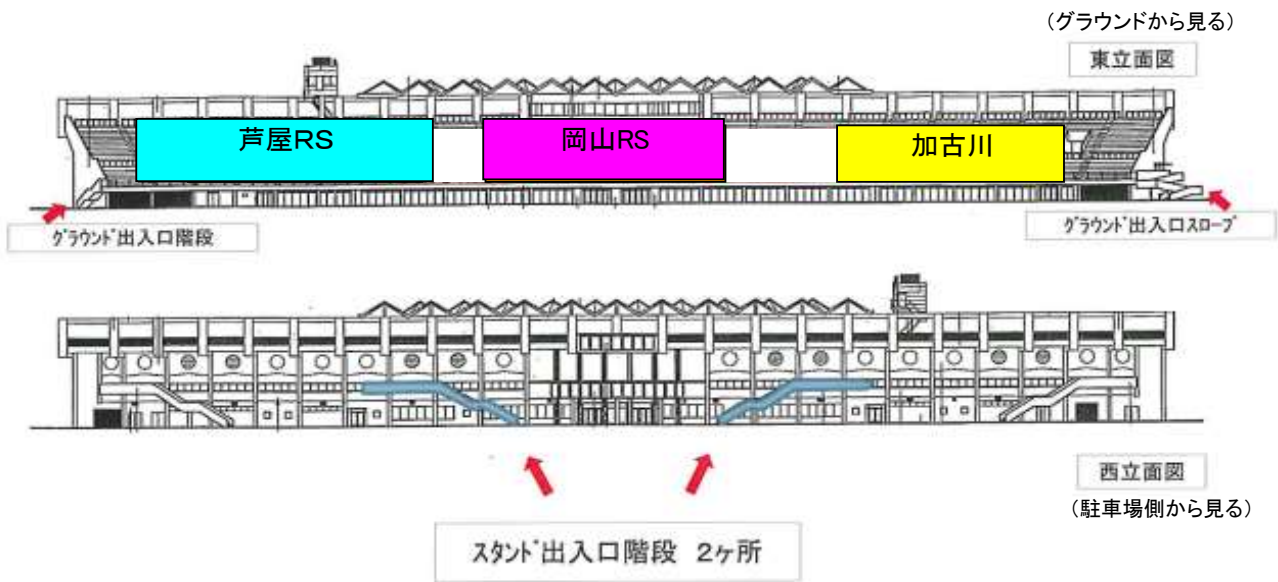 （グラウンドから見る）
東立面図
芦屋RS
岡山RS
加古川
グラウンド出入口階段
グラウンド出入口スロープ
西立面図
（駐車場側から見る）
スタンド出入口階段 2ヶ所